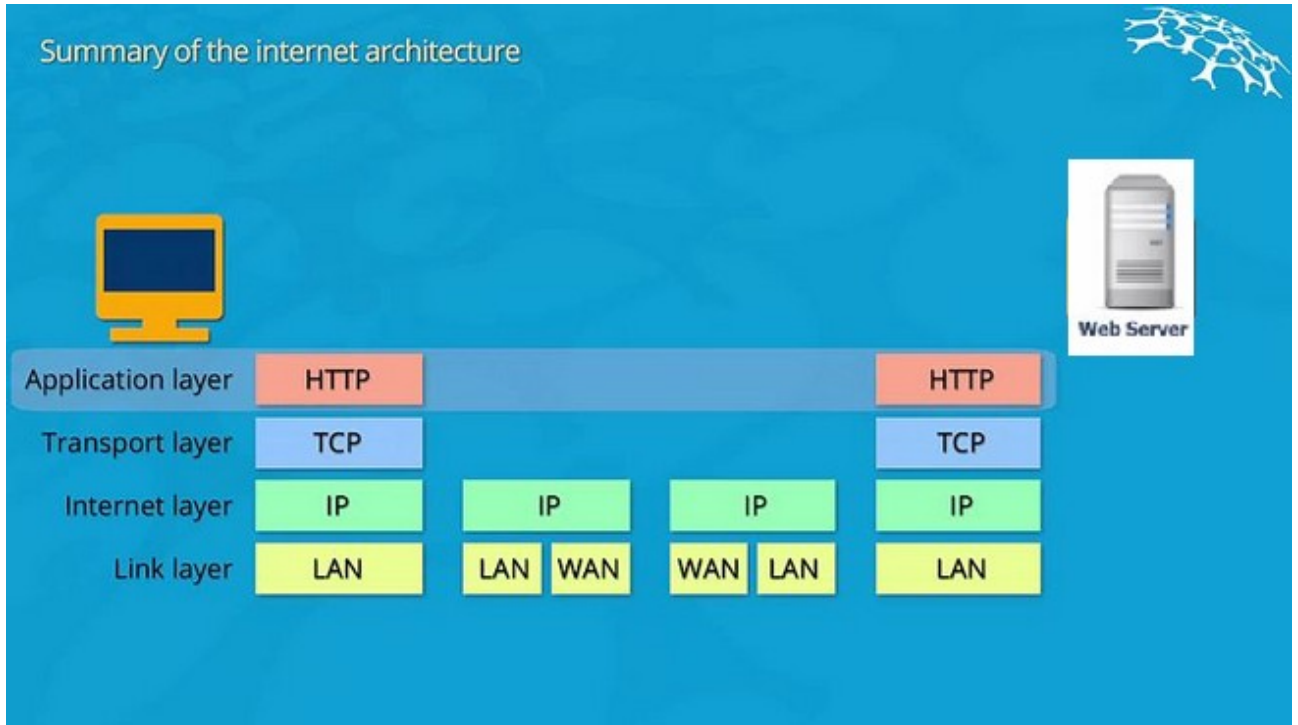 Summary of the internet architecture
Web Server
Application layer HTTP HTTP
Transport layer TCP TCP
Internet layer IP IP IP IP
Link layer LAN LAN WAN WAN LAN LAN